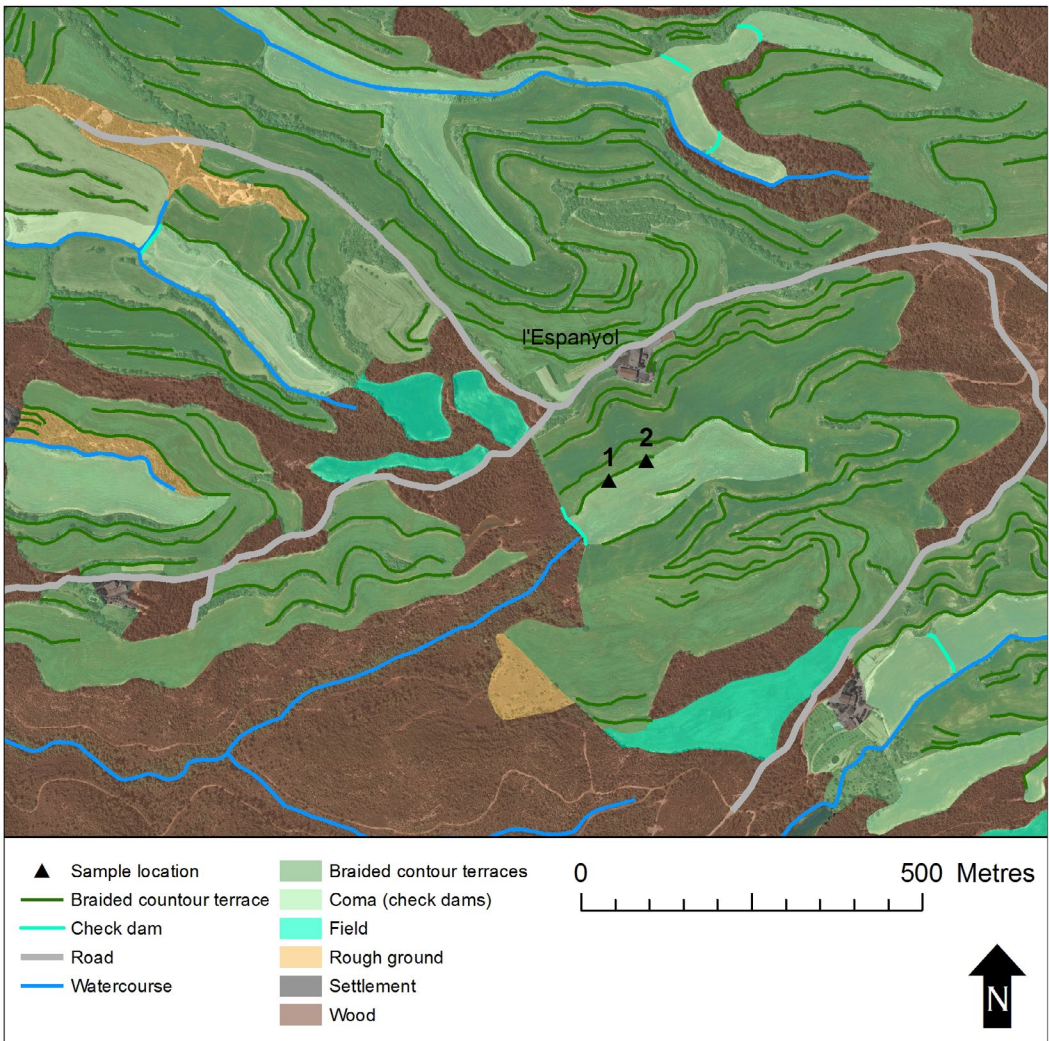 l'Espanyol
2
1
Sample location
Braided countour terrace
Check dam
Road
Watercourse
Braided contour terraces
Coma (check dams)
Field
Rough ground
Settlement
Wood
0 500 Metres
N